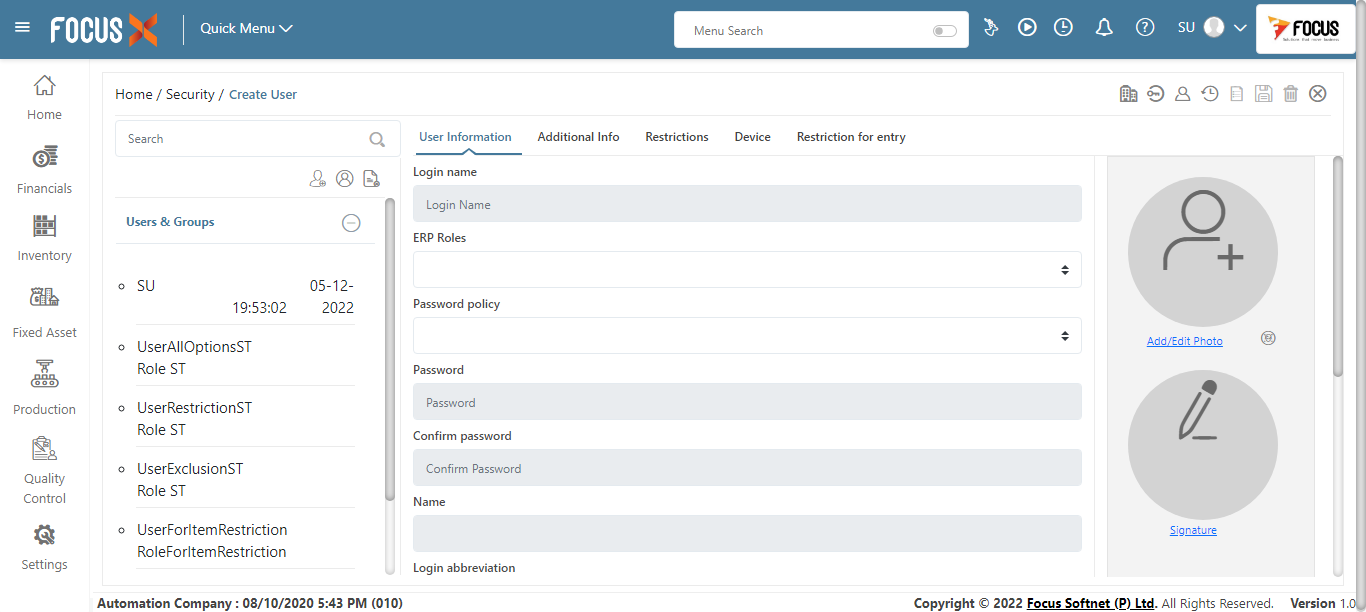 FOCUS X
Quick Menu
Menu Search
SU
FOCUS
Home
Financials
Inventory
Fixed Asset
Production
Quality
Control
Settings
Home / Security / Create User
Search
Users & Groups
SU 05-12-
19:53:02 2022
UserAllOptionsST
Role ST
UserRestrictionST
Role ST
UserExclusionST
Role ST
UserForItemRestriction
RoleForItemRestriction
User Information Additional Info Restrictions Device Restriction for entry
Login name
Login Name
ERP Roles
Password policy
Password
Password
Confirm password
Confirm Password
Name
Login abbreviation
Add/Edit Photo
Signature
Automation Company : 08/10/2020 5:43 PM (010)
Copyright © 2022 Focus Softnet (P) Ltd. All Rights Reserved. Version 1.0